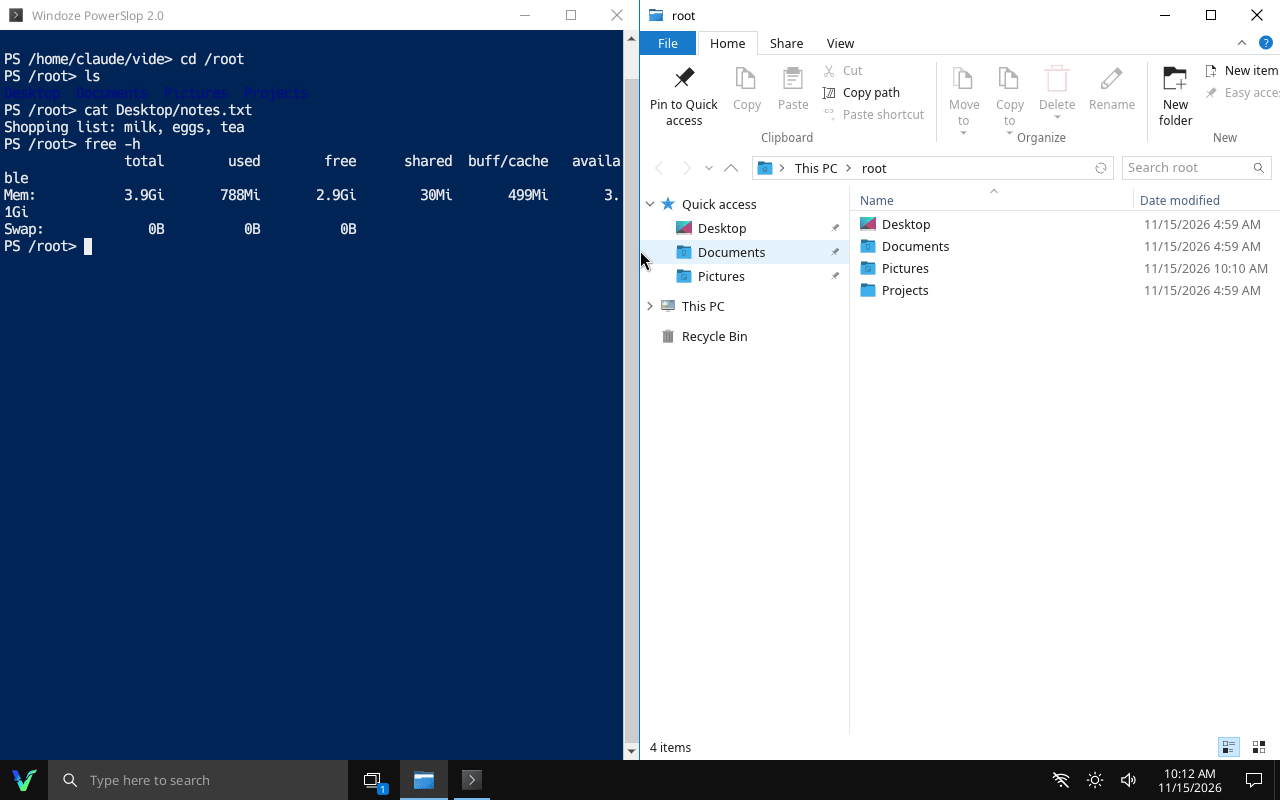 Windoze PowerSlop 2.0
PS /home/claude/vide> cd /root
PS /root> ls
Desktop Documents Pictures Projects
PS /root> cat Desktop/notes.txt
Shopping list: milk, eggs, tea
PS /root> free -h
total used free shared buff/cache availa
ble
Mem: 3.9Gi 788Mi 2.9Gi 30Mi 499Mi 3.
1Gi
Swap: 0B 0B 0B
PS /root>
root
File Home Share View
Pin to Quick access
Copy
Paste
Cut
Copy path
Paste shortcut
Clipboard
Move to
Copy to
Delete
Rename
Organize
New folder
New item
Easy acces
New
This PC root
Search root
Quick access
Desktop
Documents
Pictures
This PC
Recycle Bin
Name Date modified
Desktop 11/15/2026 4:59 AM
Documents 11/15/2026 4:59 AM
Pictures 11/15/2026 10:10 AM
Projects 11/15/2026 4:59 AM
4 items
Type here to search
1
10:12 AM
11/15/2026